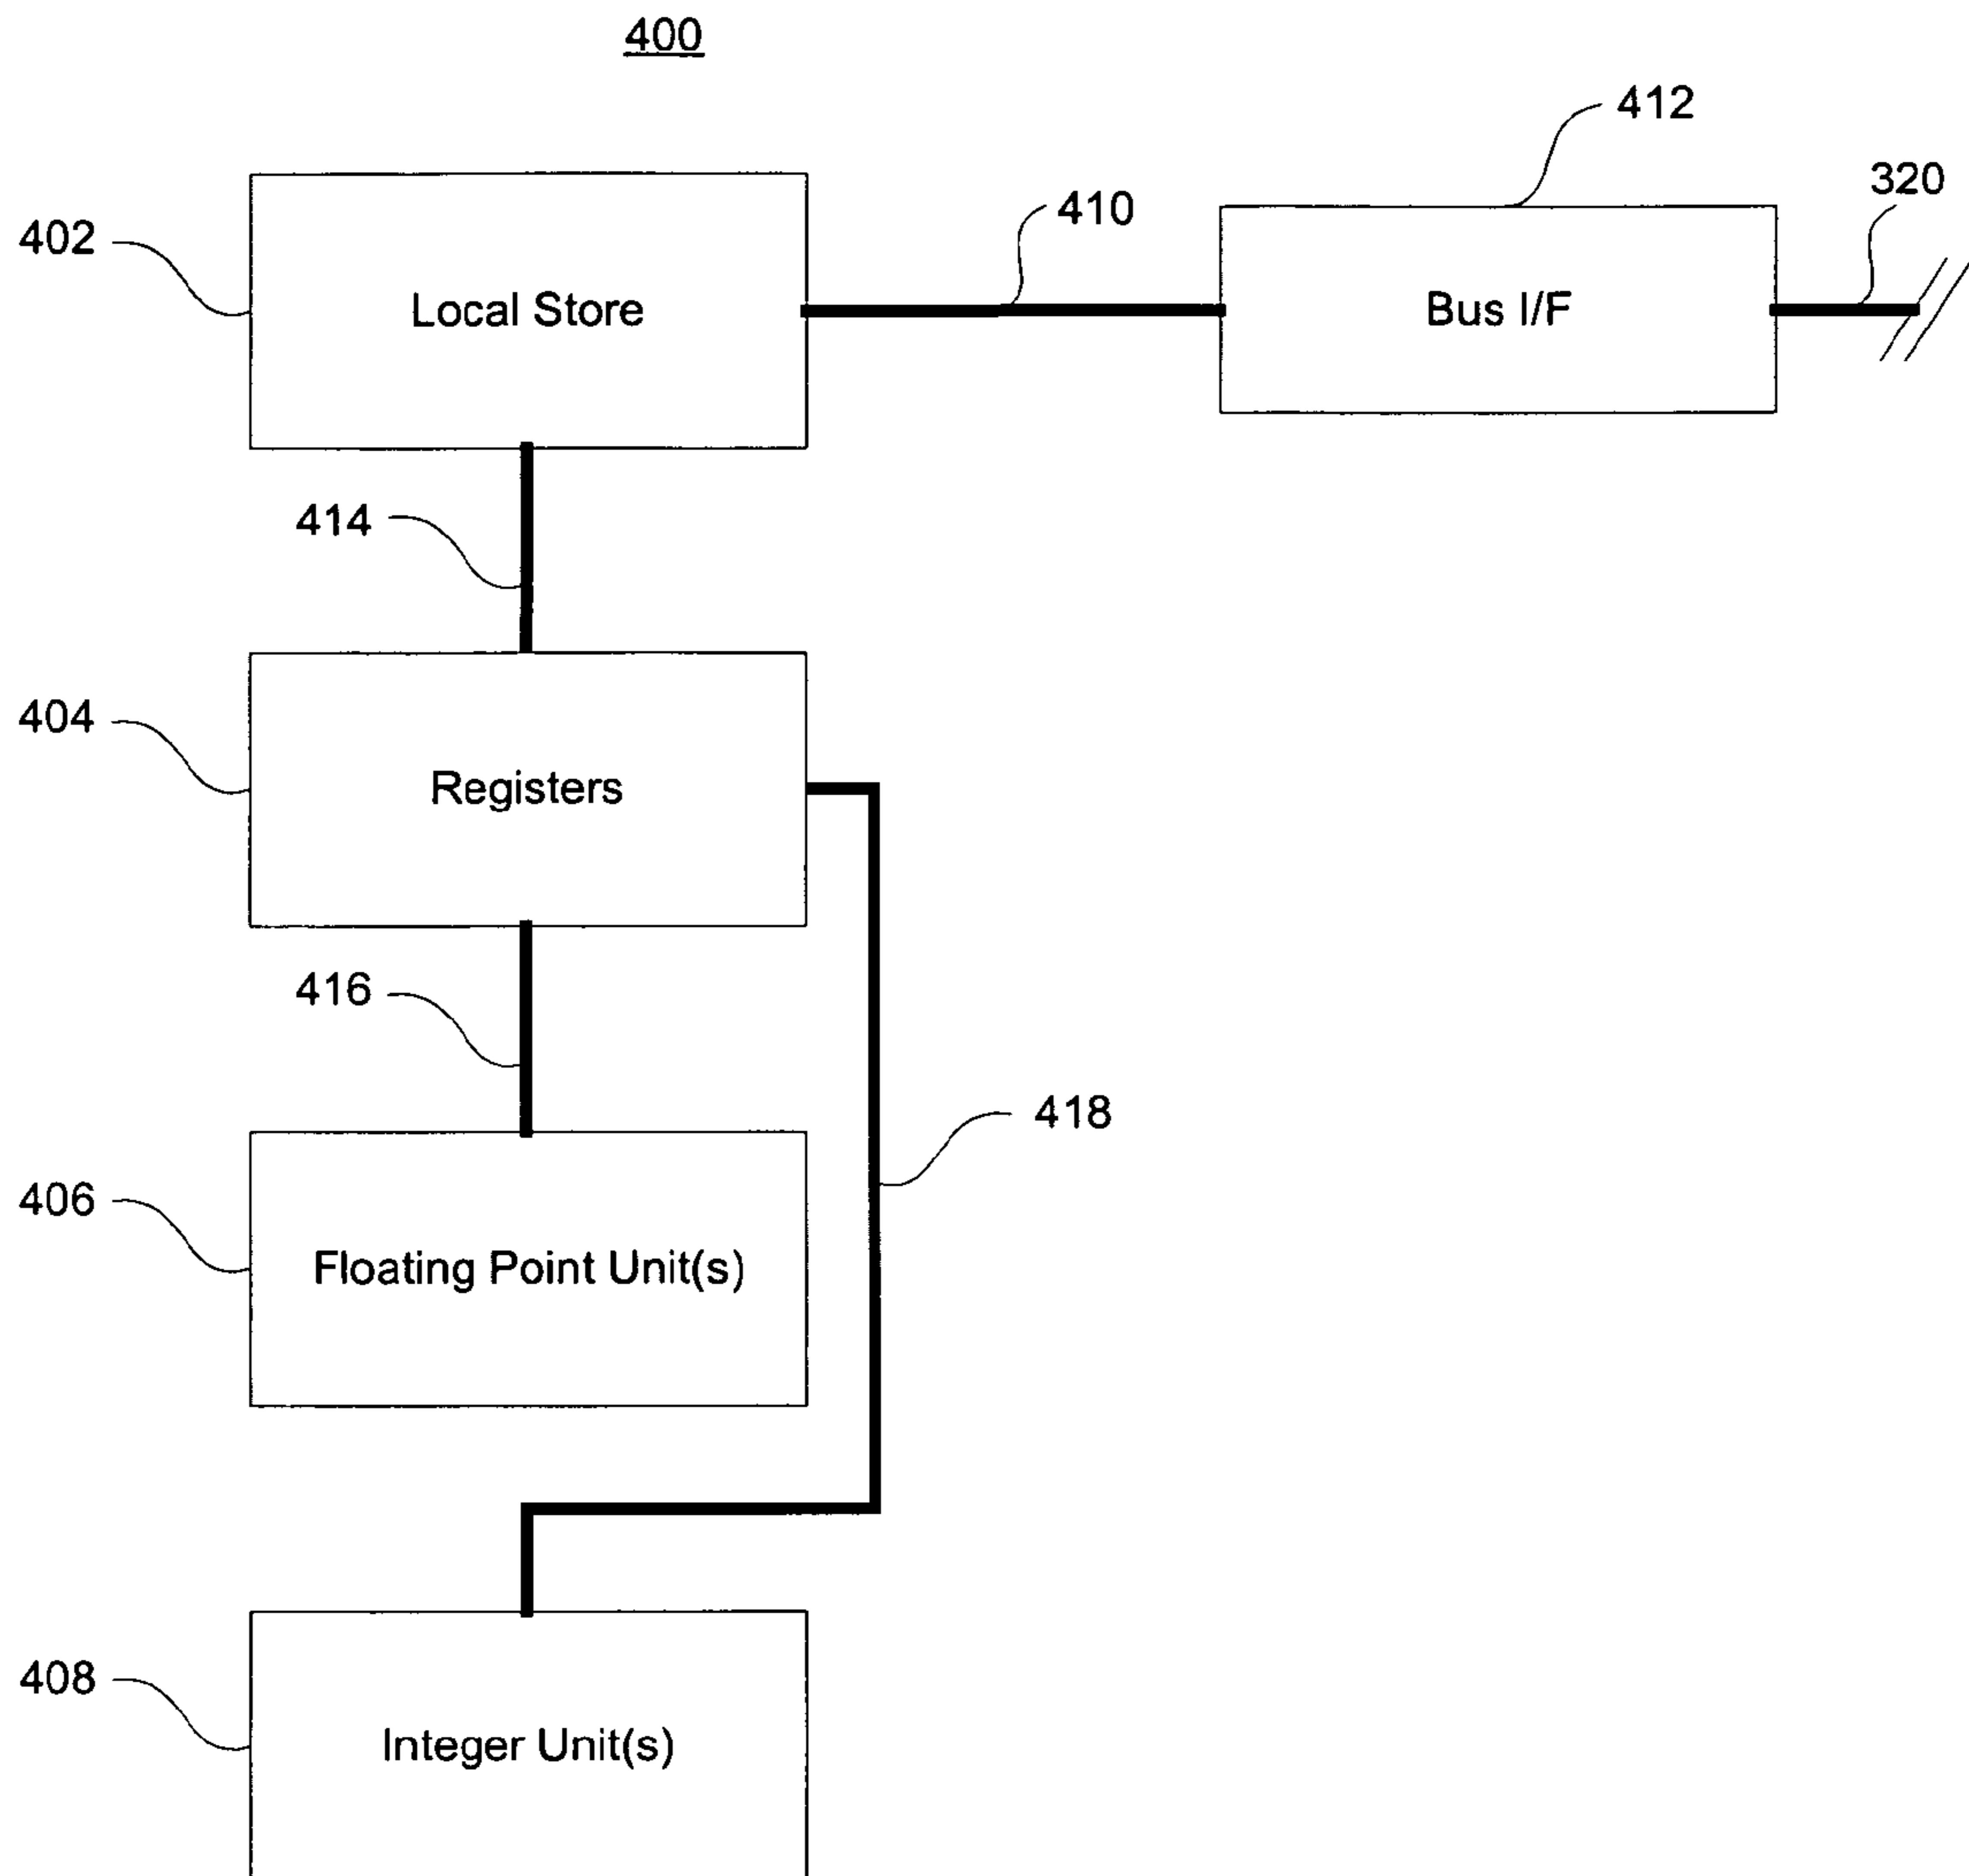 400
412
320
410
402
Local Store
Bus I/F
414
404
Registers
416
418
406
Floating Point Unit(s)
408
Integer Unit(s)